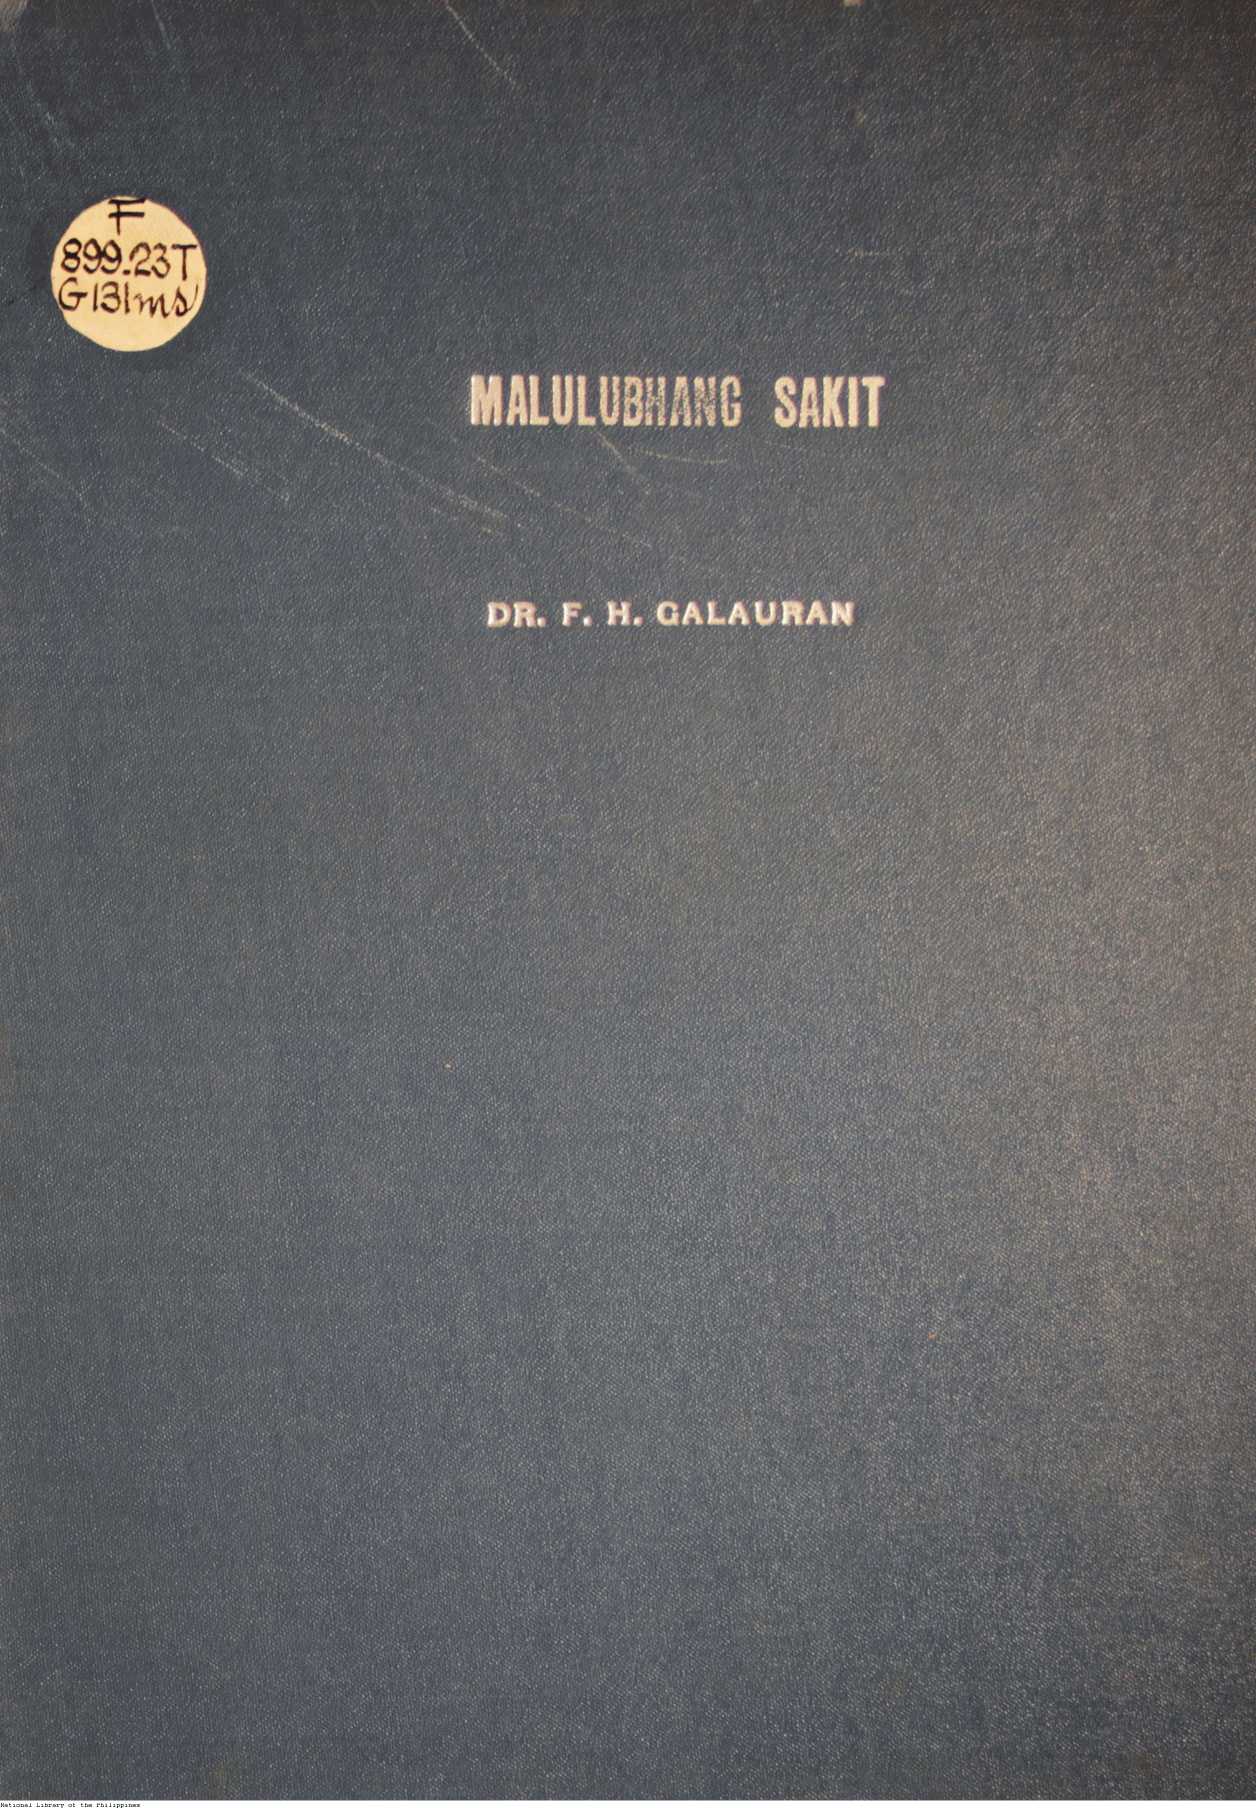 F
899.23T
G131ms
MALULUBHANG SAKIT
DR. F. H. GALAURAN
National Library of the Philippines